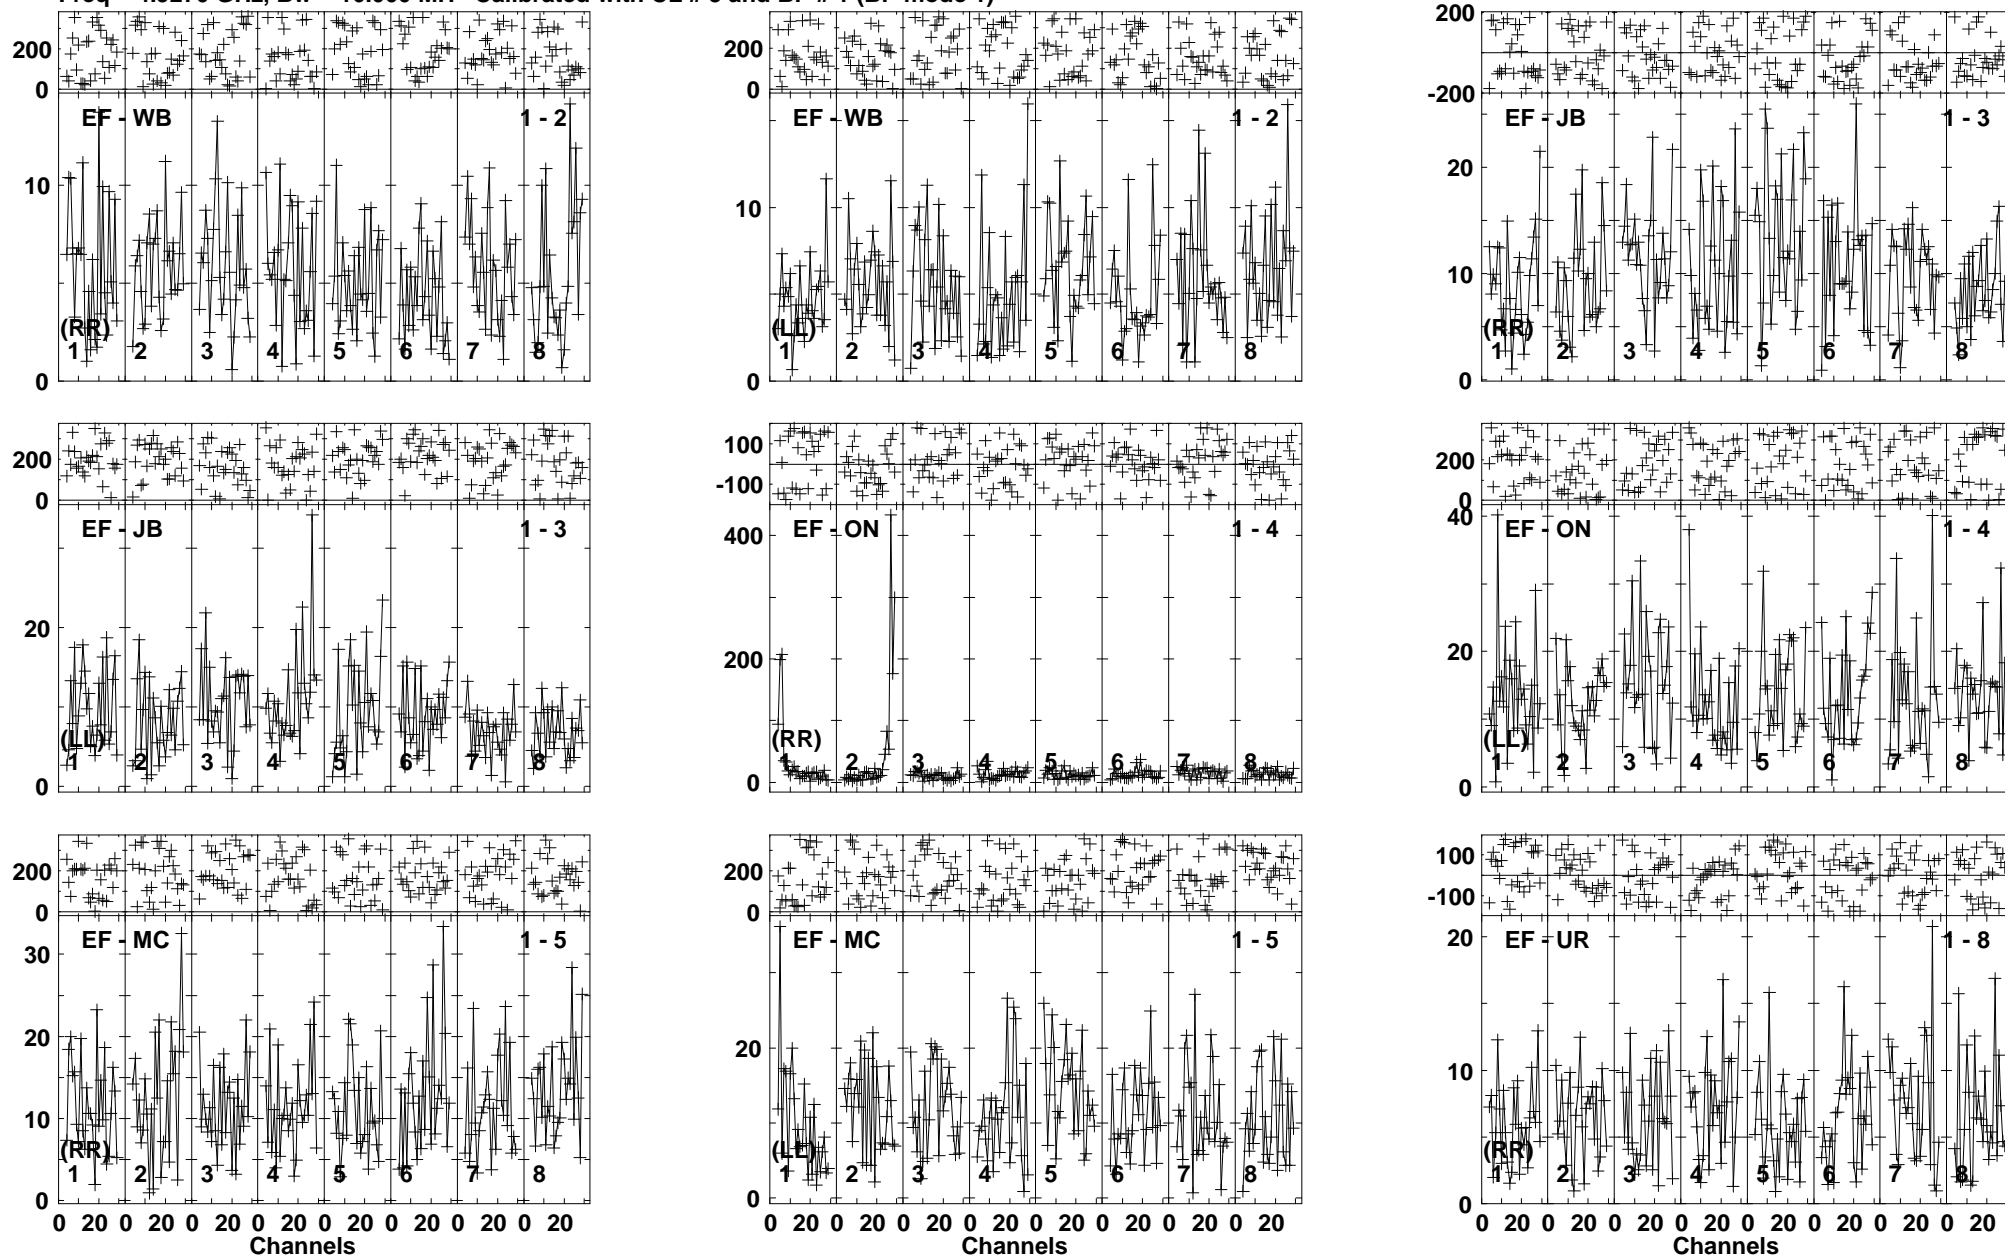 Freq GHz, Calibrated with and (BP mode 1)
200 200 200
0 0 -200
EF - WB 1 - 2 EF - WB 1 - 2 EF - JB 1 - 3
10 10 20
10
(RR) (LL) (RR)
1 2 3 4 5 6 7 8 1 2 3 4 5 6 7 8 1 2 3 4 5 6 7 8
0 0 0
200 100 200
0 -100 0
EF - JB 1 - 3 EF - ON 1 - 4 EF - ON 1 - 4
20 400 40
200 20
(LL) (RR) (LL)
1 2 3 4 5 6 7 8 1 2 3 4 5 6 7 8 1 2 3 4 5 6 7 8
0 0 0
200 200 100
0 0 -100
EF - MC 1 - 5 EF - MC 1 - 5 EF - UR 1 - 8
30 20
20 20
10 10
(RR) (LL) (RR)
1 2 3 4 5 6 7 8 1 2 3 4 5 6 7 8 1 2 3 4 5 6 7 8
0 0 0
0 20 0 20 0 20 0 20 0 20 0 20 0 20 0 20 0 20 0 20 0 20 0 20 0 20 0 20 0 20 0 20 0 20 0 20 0 20 0 20 0 20 0 20 0 20 0 20
Channels Channels